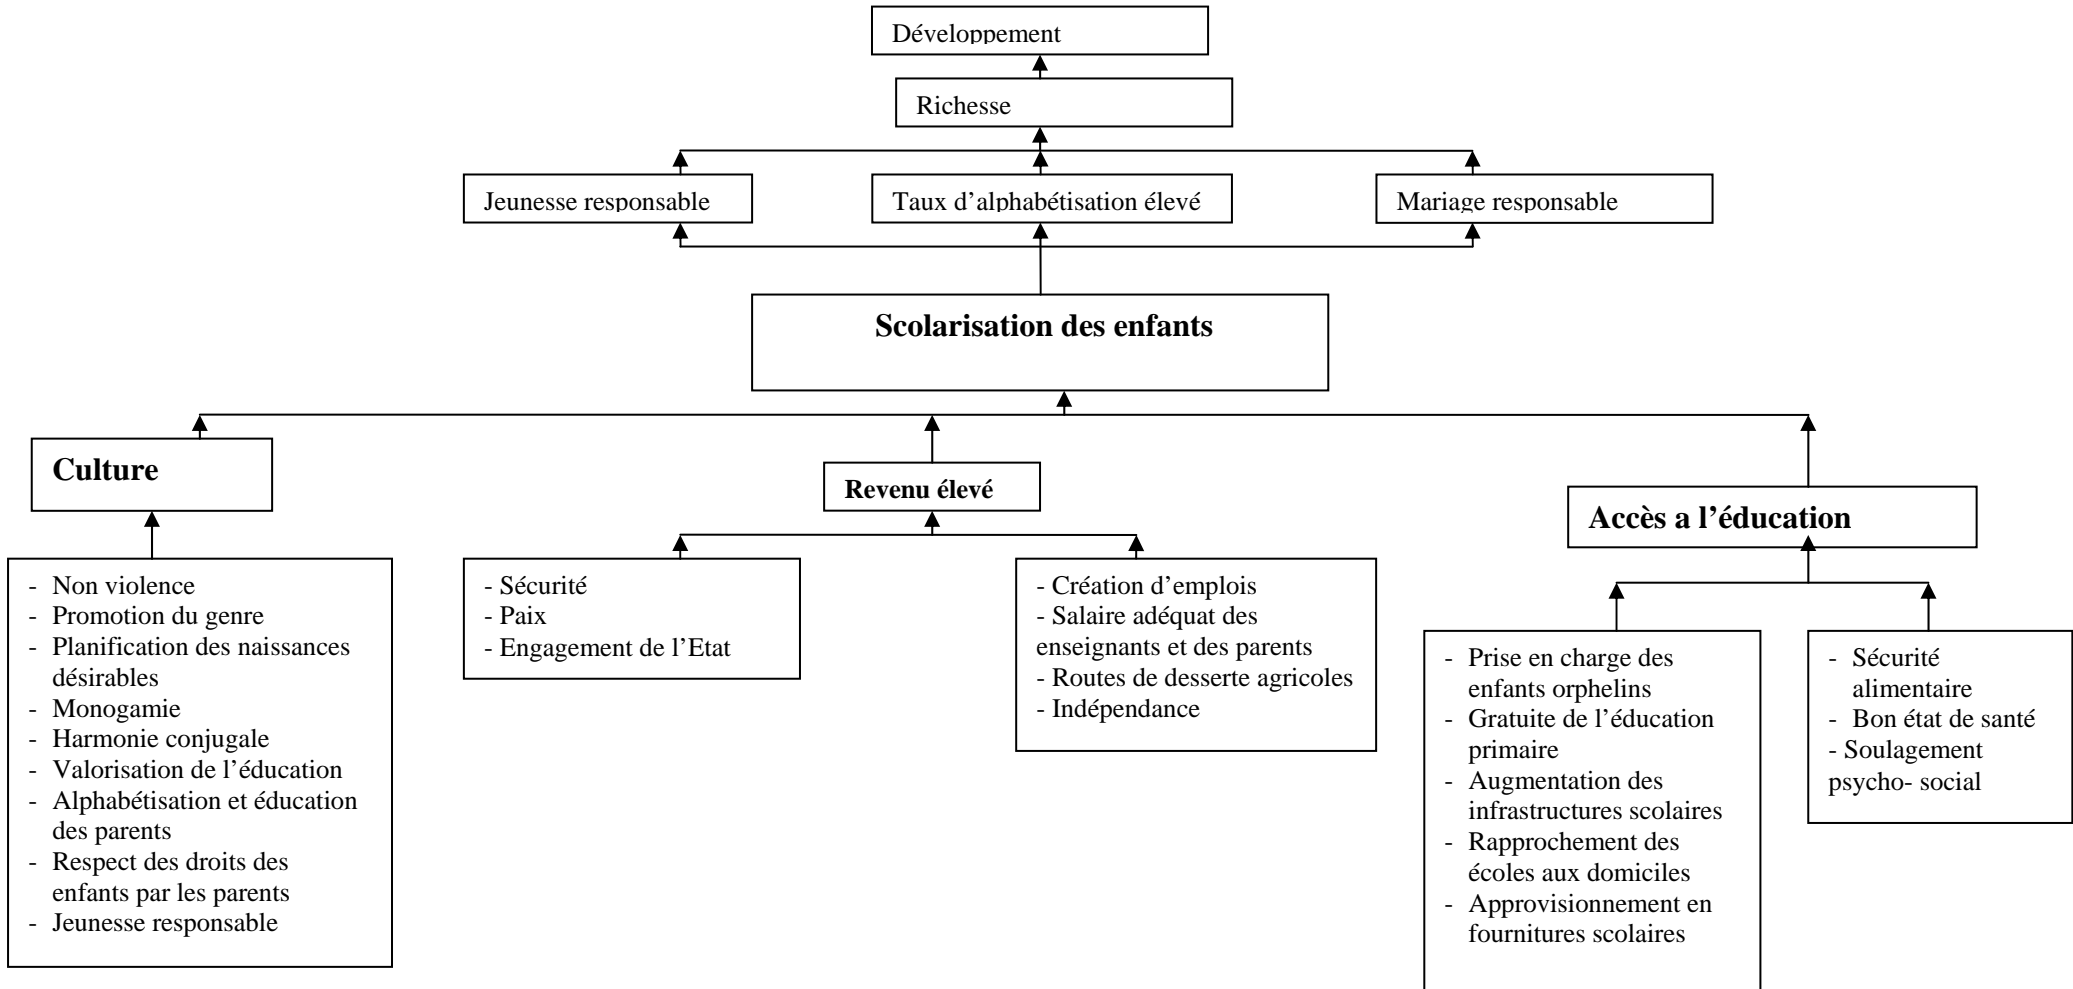 Développement
Richesse
Jeunesse responsable
Taux d’alphabétisation élevé
Mariage responsable
Scolarisation des enfants
Culture
Revenu élevé
Accès a l’éducation
- Non violence
- Promotion du genre
- Planification des naissances
désirables
- Monogamie
- Harmonie conjugale
- Valorisation de l’éducation
- Alphabétisation et éducation
des parents
- Respect des droits des
enfants par les parents
- Jeunesse responsable
- Sécurité
- Paix
- Engagement de l’Etat
- Création d’emplois
- Salaire adéquat des
enseignants et des parents
- Routes de desserte agricoles
- Indépendance
- Prise en charge des
enfants orphelins
- Gratuite de l’éducation
primaire
- Augmentation des
infrastructures scolaires
- Rapprochement des
écoles aux domiciles
- Approvisionnement en
fournitures scolaires
- Sécurité
alimentaire
- Bon état de santé
- Soulagement
psycho- social